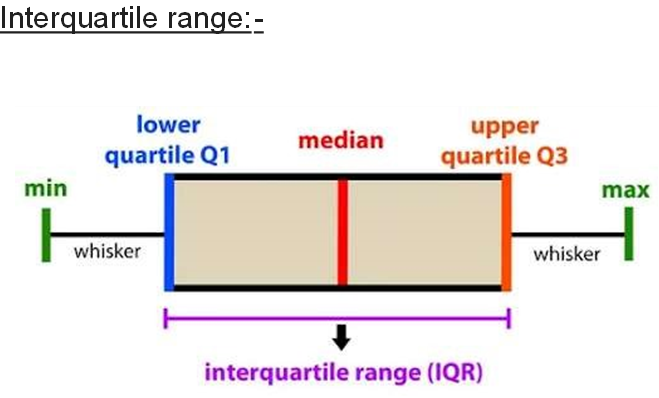 Interquartile range:-
lower
quartile Q1
median
upper
quartile Q3
min
max
whisker
whisker
interquartile range (IQR)